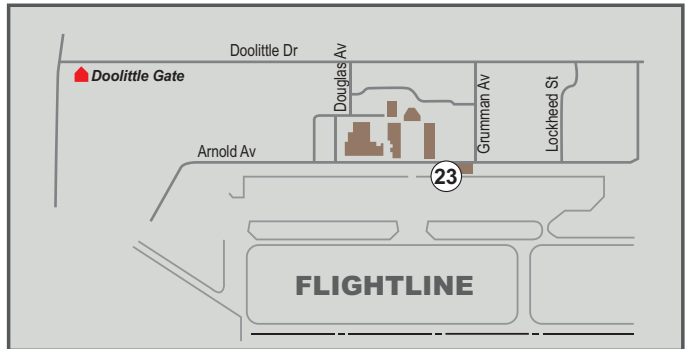 Doolittle Dr
Doolittle Gate
Douglas Av
Grumman Av
Lockheed St
Arnold Av
23
FLIGHTLINE